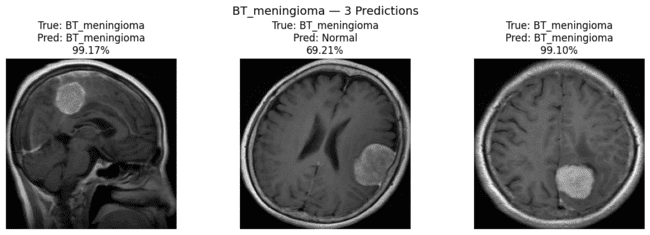 BT_meningioma — 3 Predictions
True: BT_meningioma
Pred: BT_meningioma
99.17%
True: BT_meningioma
Pred: Normal
69.21%
True: BT_meningioma
Pred: BT_meningioma
99.10%